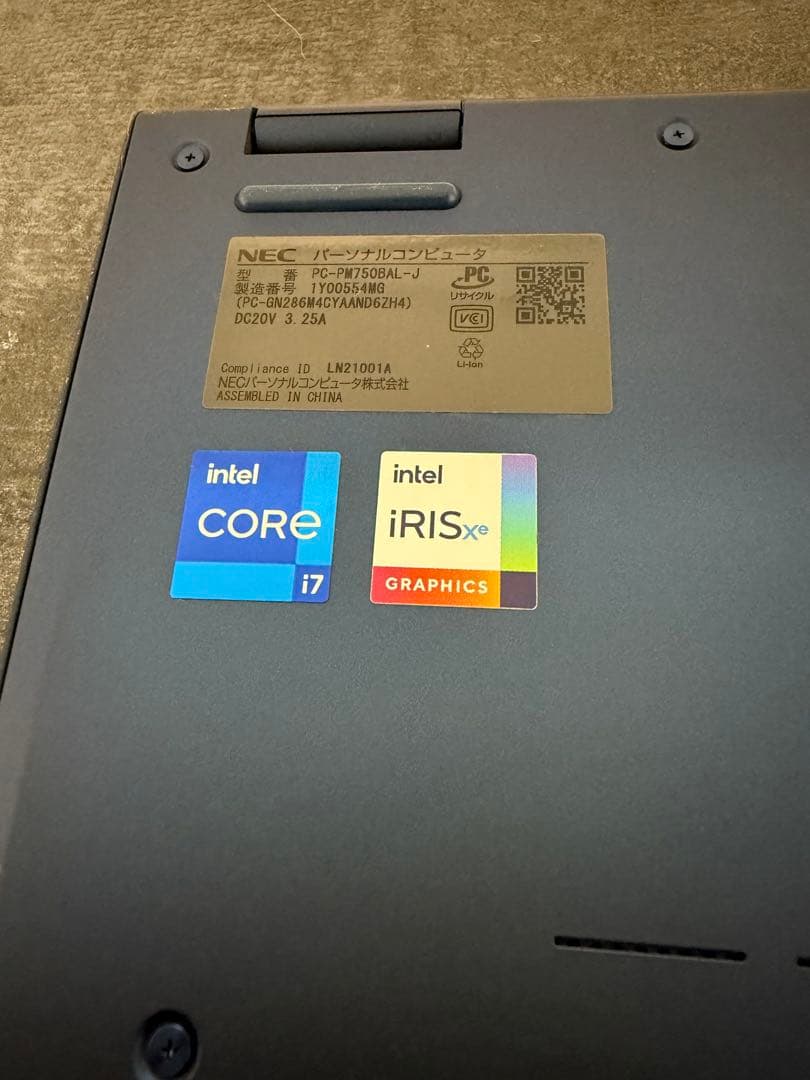 NEC パーソナルコンピュータ
型 番 PC-PM750BAL-J
製造番号 1Y00554MG
(PC-GN286M4CYAAND6ZH4)
DC20V 3.25A
PC
リサイクル
VCI
Li-ion
Compliance ID LN21001A
NECパーソナルコンピュータ株式会社
ASSEMBLED IN CHINA
intel
CORe
i7
intel
iRISxe
GRAPHICS